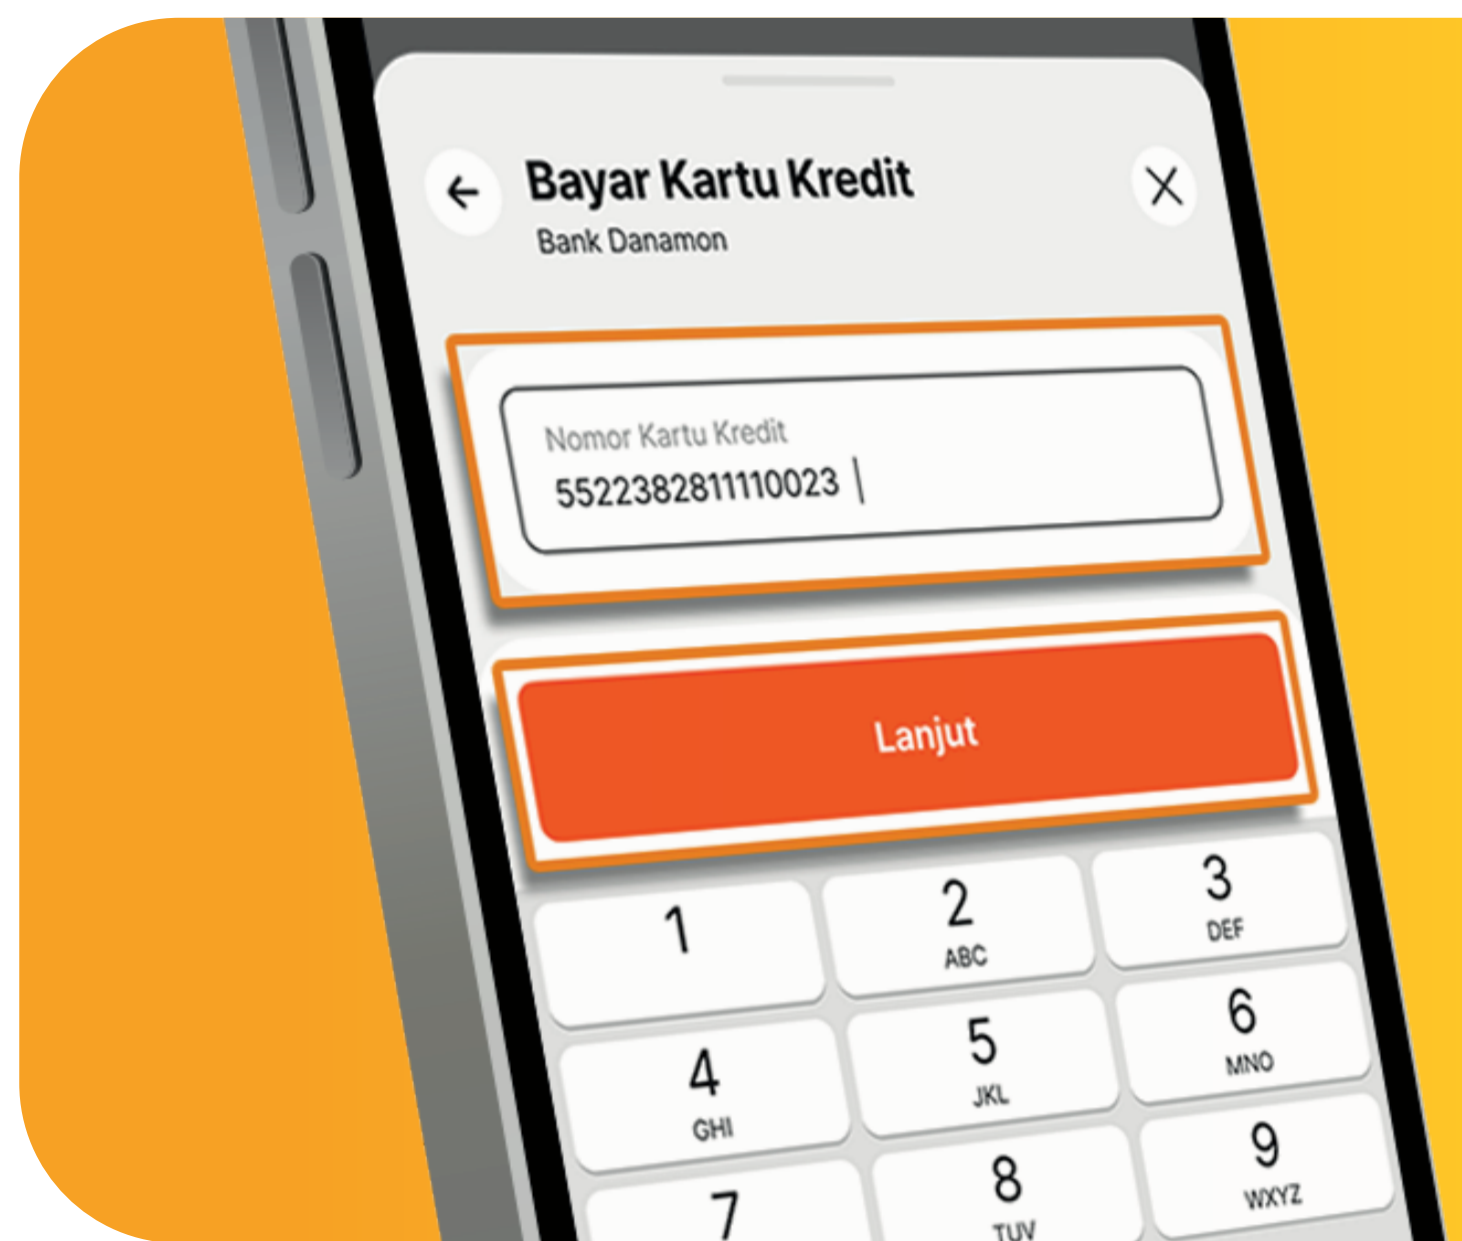 Bayar Kartu Kredit
Bank Danamon
Nomor Kartu Kredit
5522382811110023
Lanjut
1
2
ABC
3
DEF
4
GHI
5
JKL
6
MNO
7
8
TUV
9
WXYZ